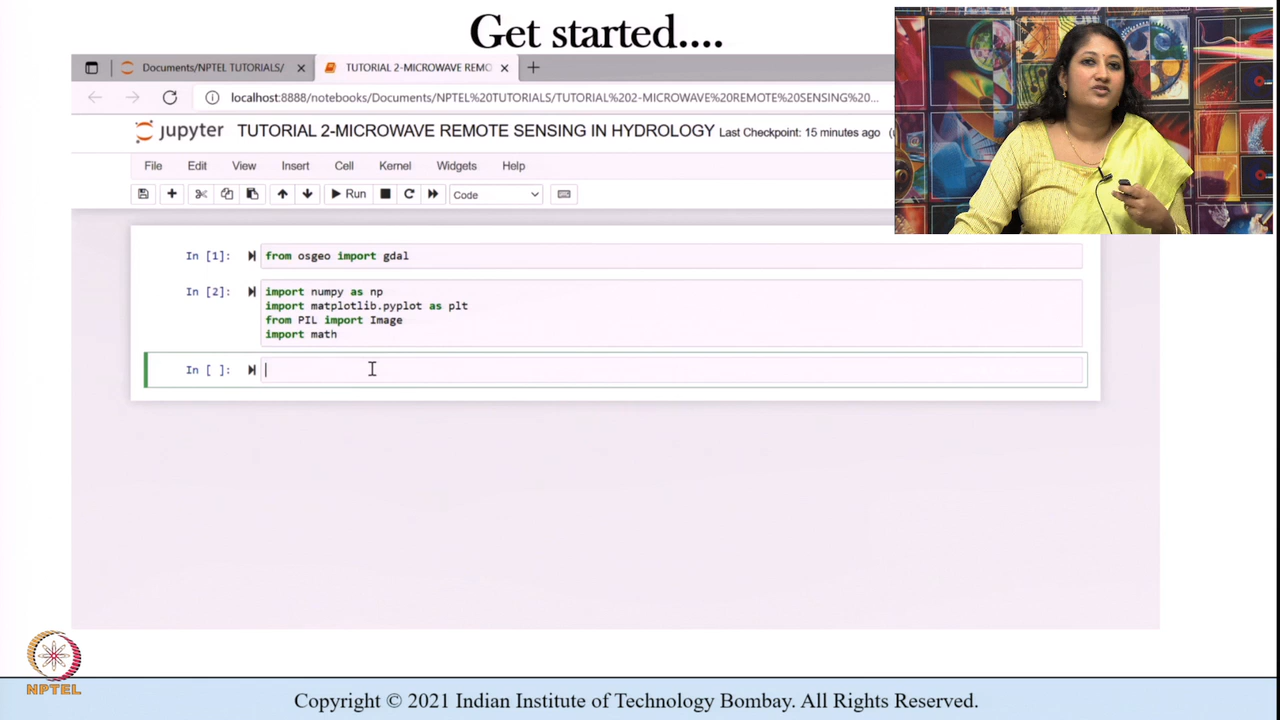 Get started....
Documents/NPTEL TUTORIALS/
TUTORIAL 2-MICROWAVE REMO
localhost:8888/notebooks/Documents/NPTEL%20TUTORIALS/TUTORIAL%202-MICROWAVE%20REMOTE%20SENSING%20...
jupyter TUTORIAL 2-MICROWAVE REMOTE SENSING IN HYDROLOGY Last Checkpoint: 15 minutes ago (
File Edit View Insert Cell Kernel Widgets Help
Run Code
In [1]: from osgeo import gdal
In [2]: import numpy as np
import matplotlib.pyplot as plt
from PIL import Image
import math
In [ ]:
NPTEL
Copyright © 2021 Indian Institute of Technology Bombay. All Rights Reserved.